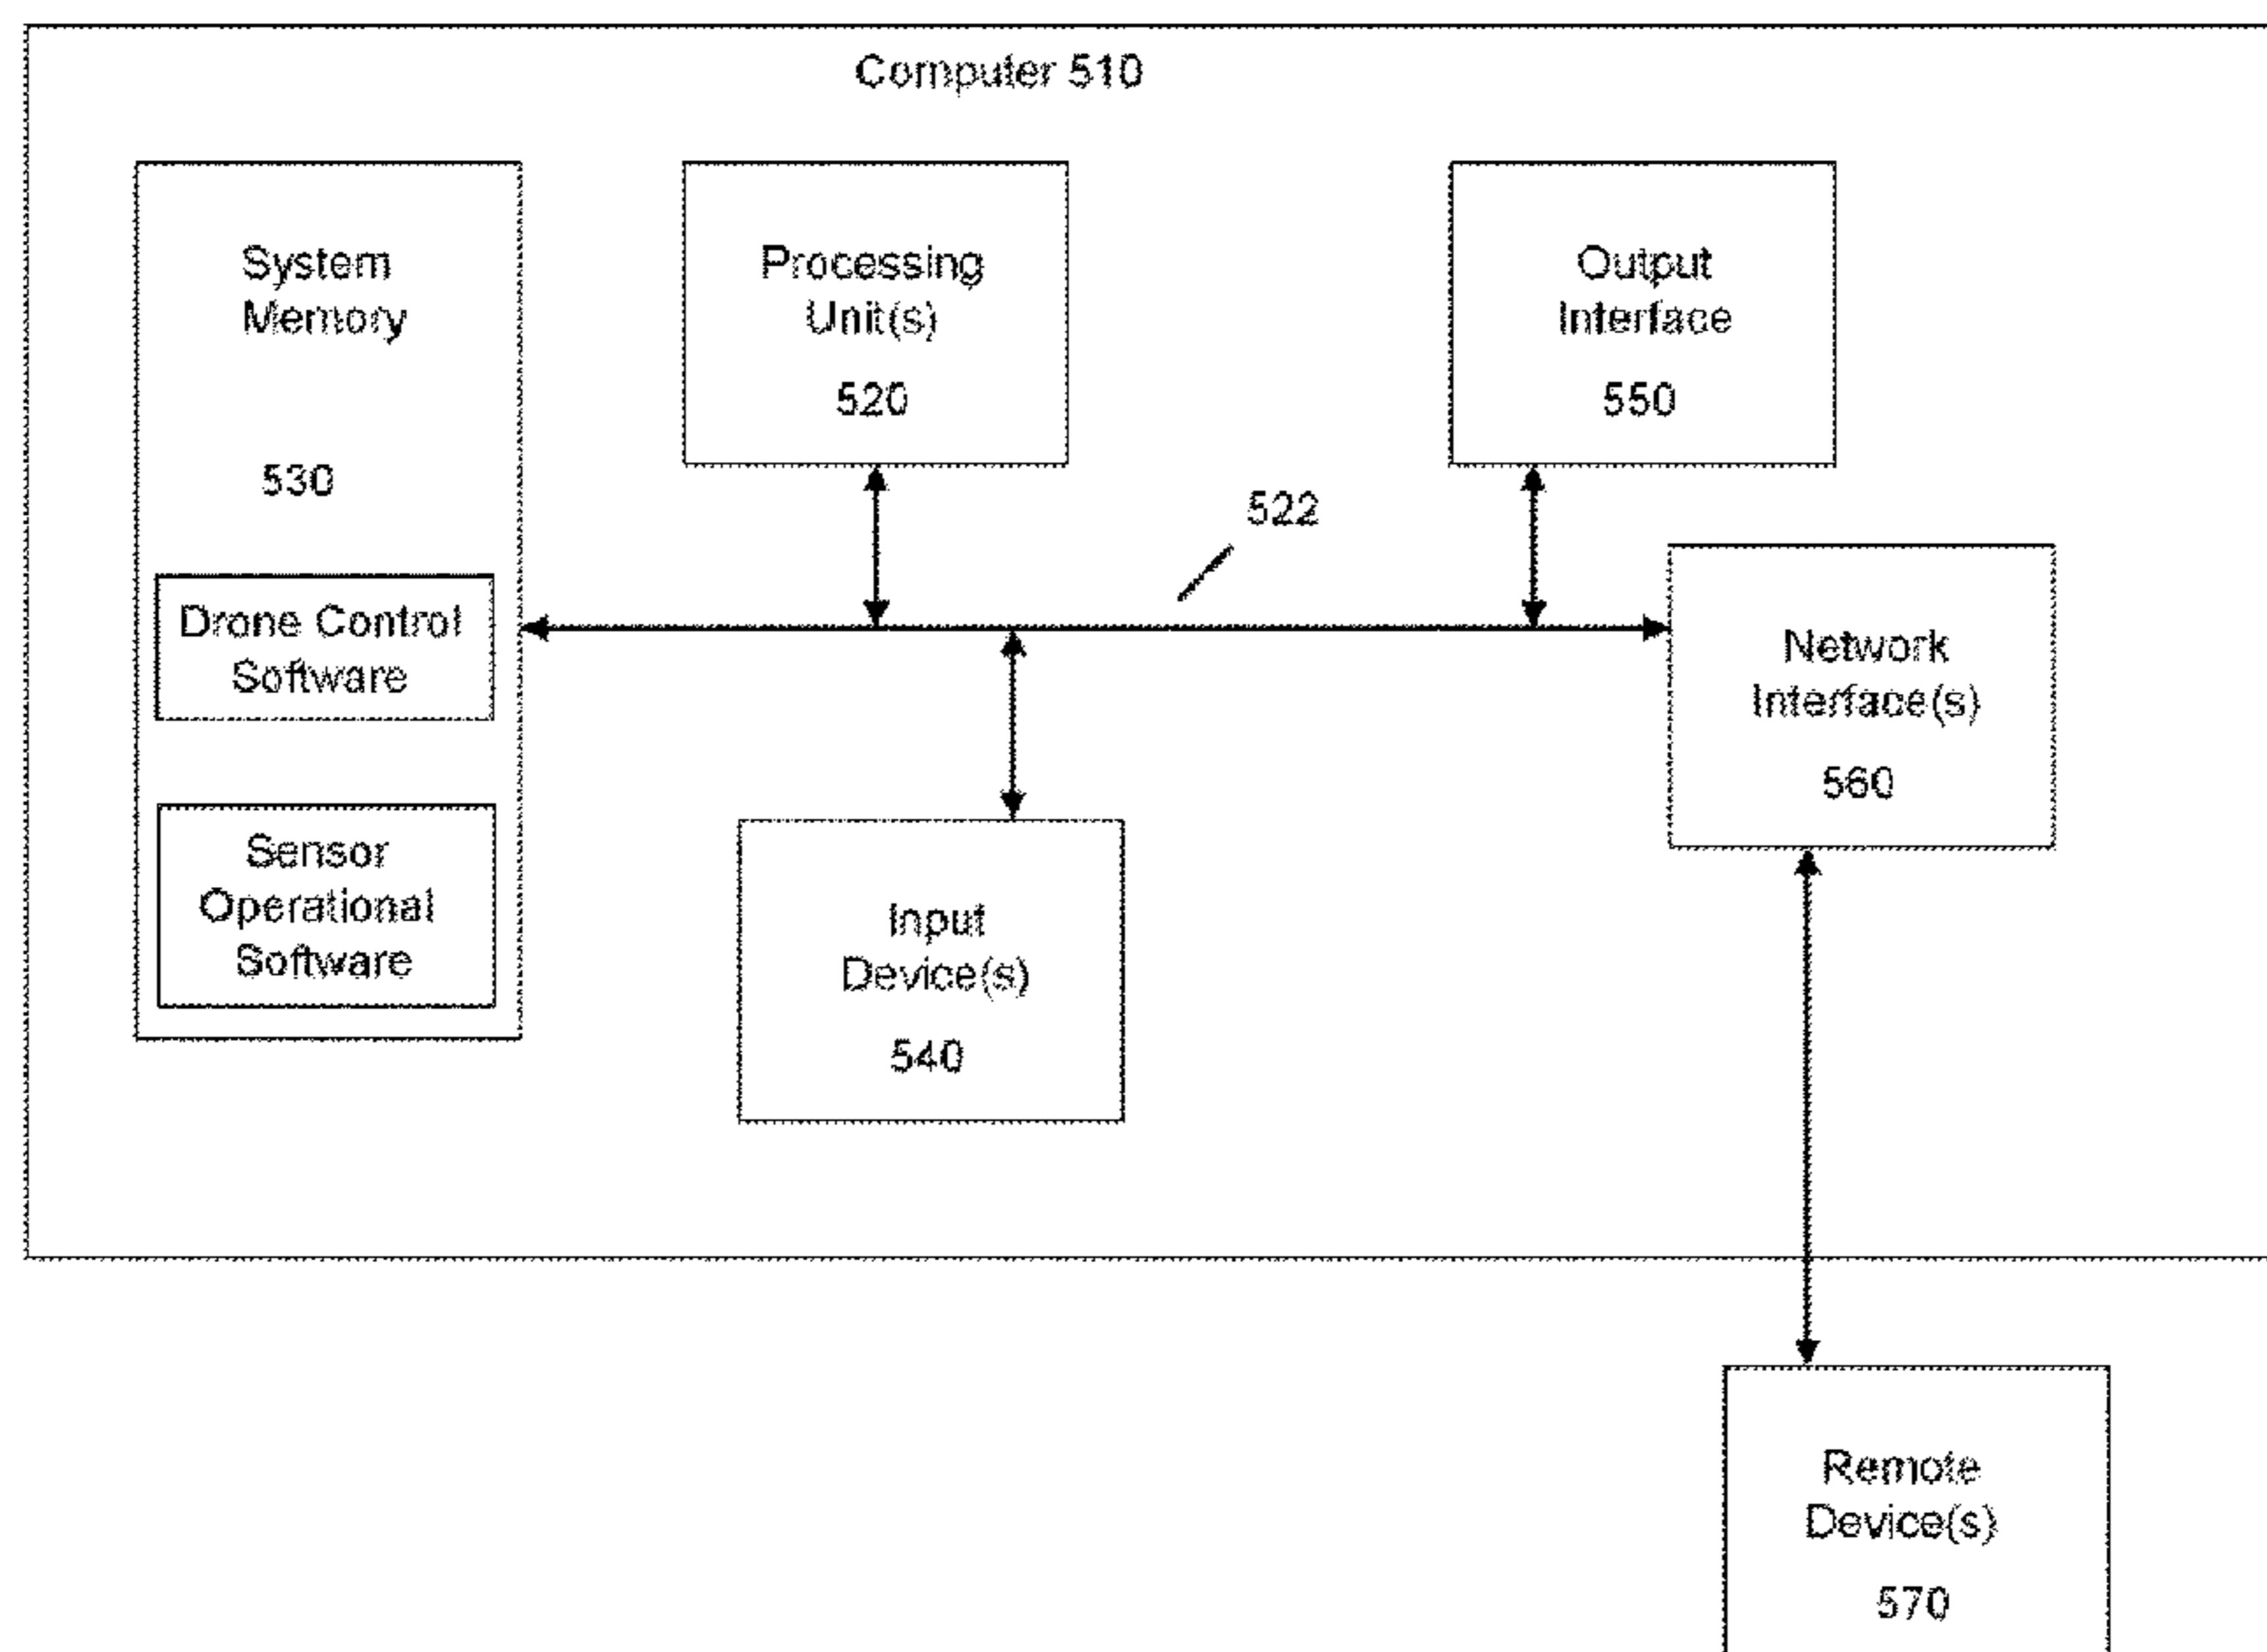 Computer 510
System
Memory
530
Drone Control
Software
Sensor
Operational
Software
Processing
Unit(s)
520
Output
Interface
550
522
Network
Interface(s)
560
Input
Device(s)
540
Remote
Device(s)
570